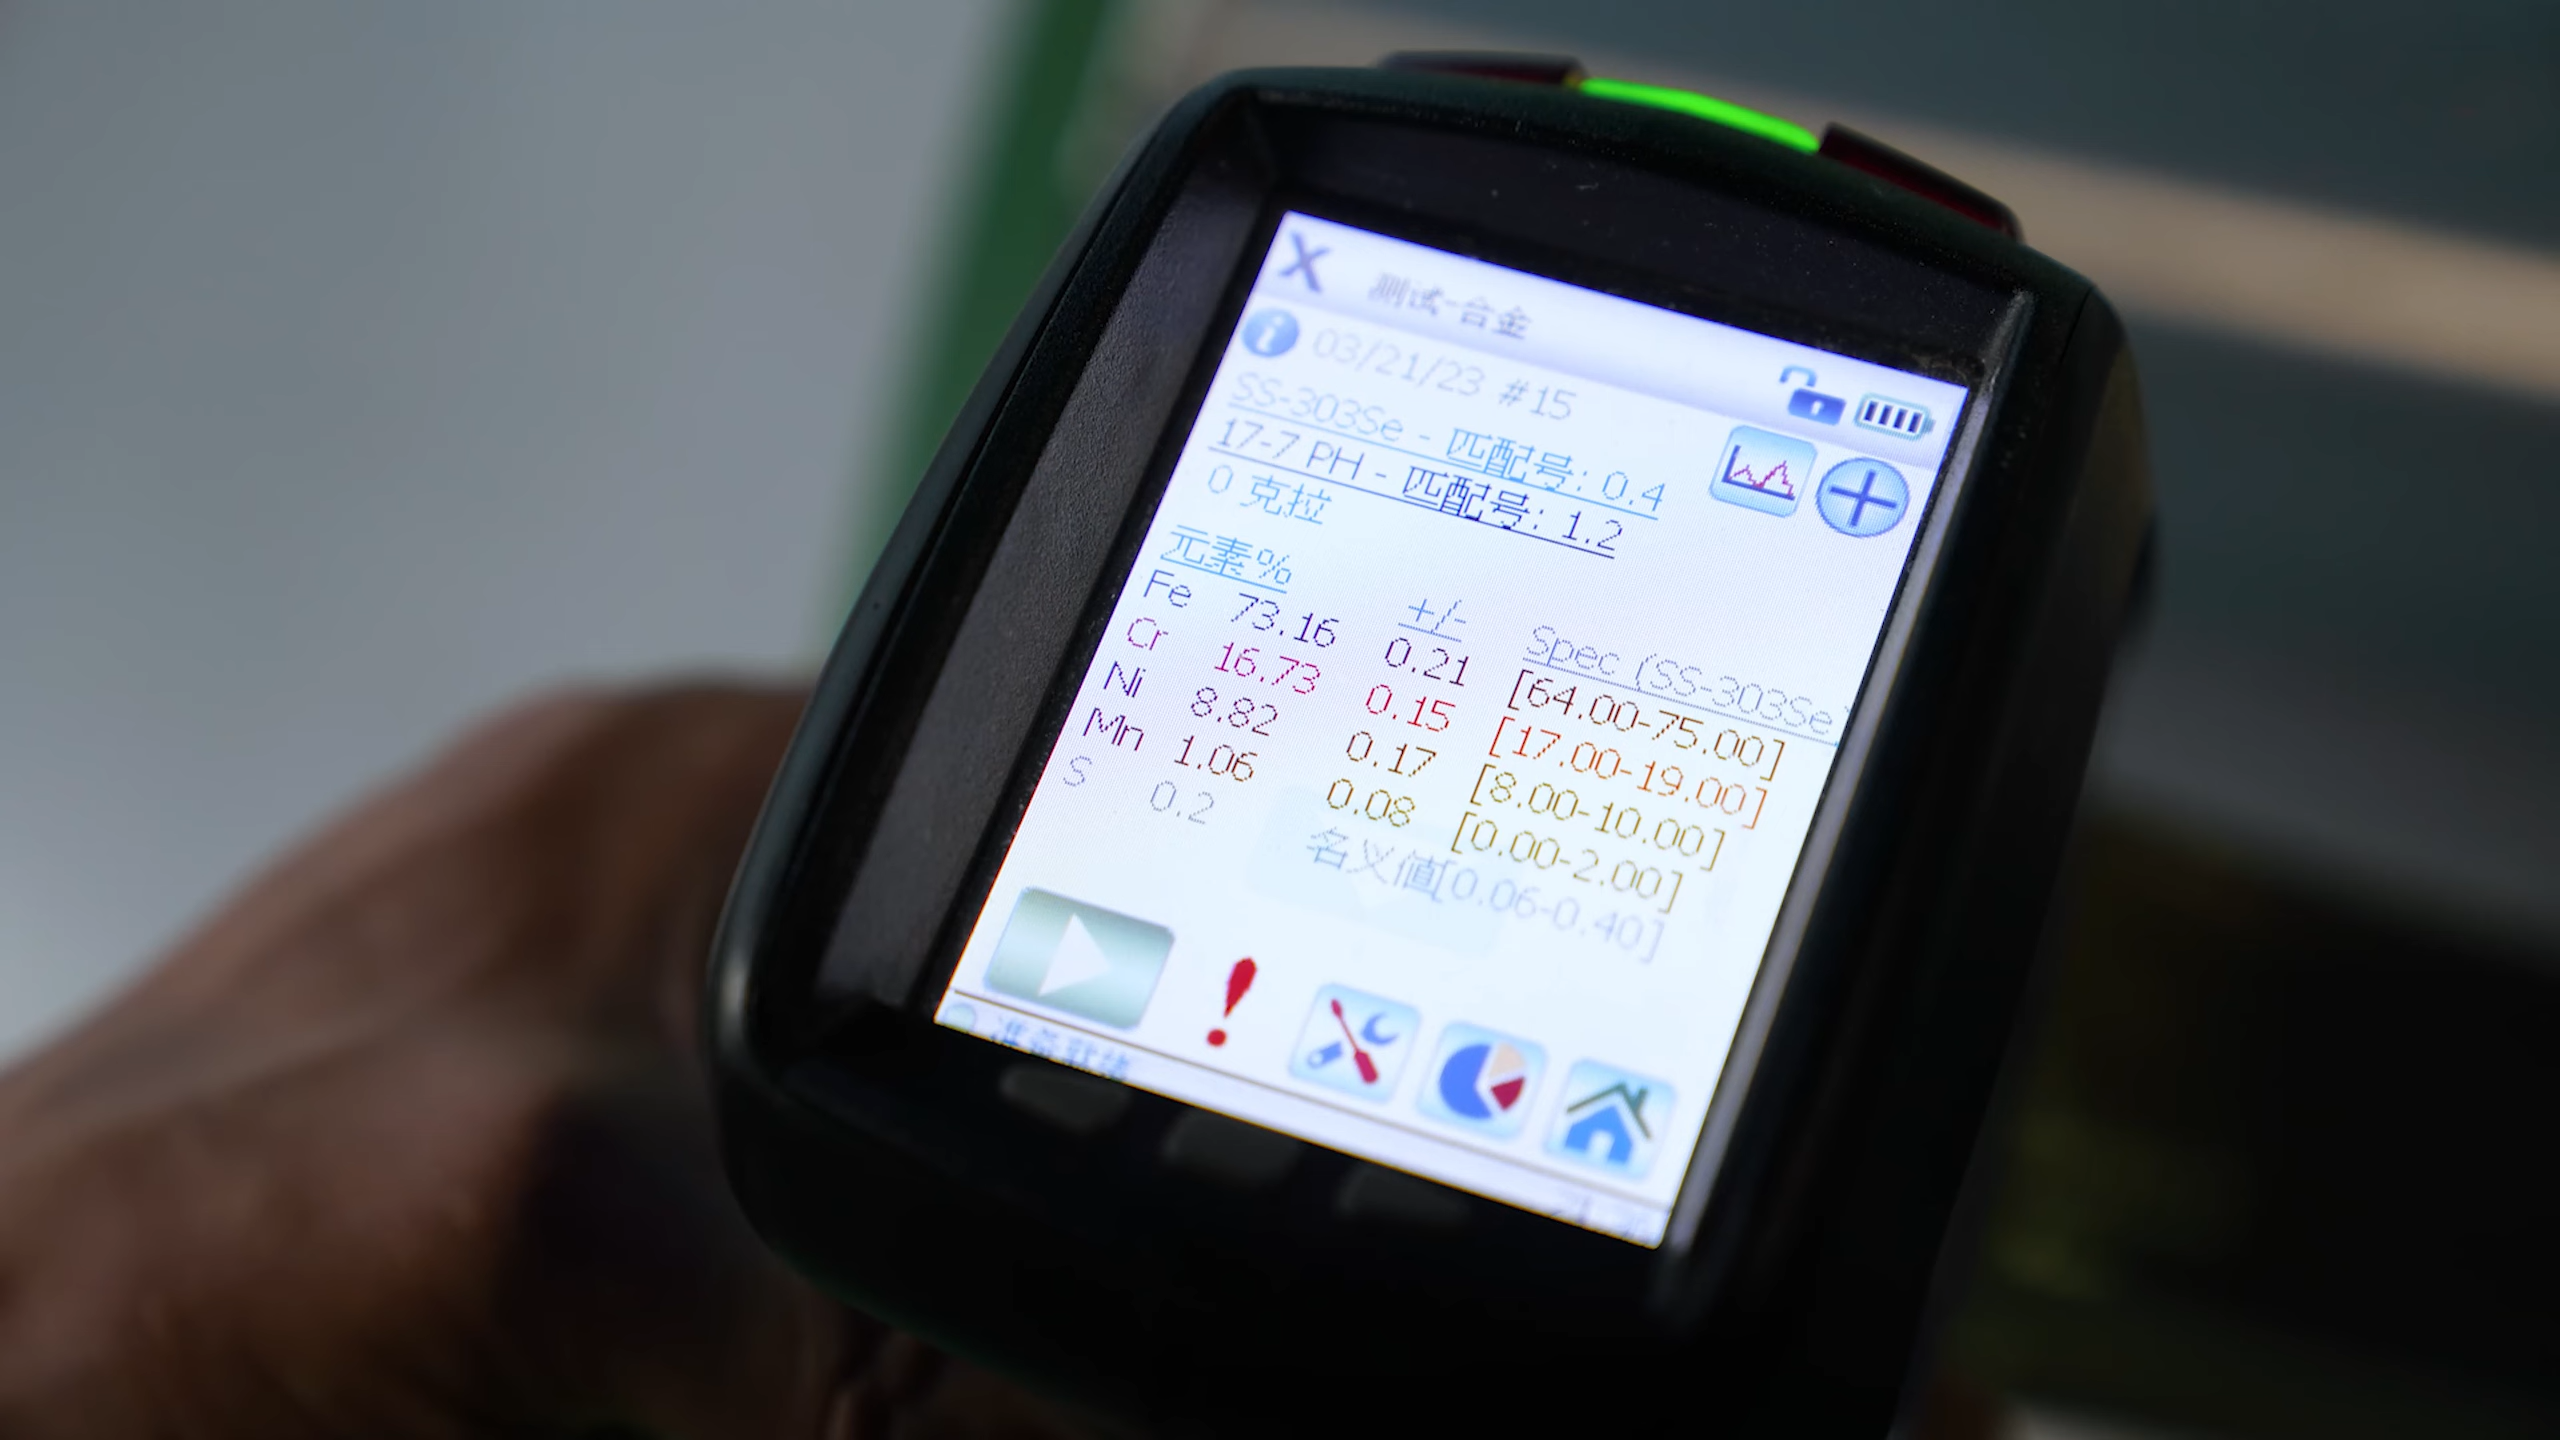 测试-合金
03/21/23 #15
SS-303Se - 匹配号: 0.4
17-7 PH - 匹配号: 1.2
0 克拉
元素% +/- Spec (SS-303Se
Fe 73.16 0.21 [64.00-75.00]
Cr 16.73 0.15 [17.00-19.00]
Ni 8.82 0.17 [8.00-10.00]
Mn 1.06 0.08 [0.00-2.00]
S 0.2 名义值[0.06-0.40]